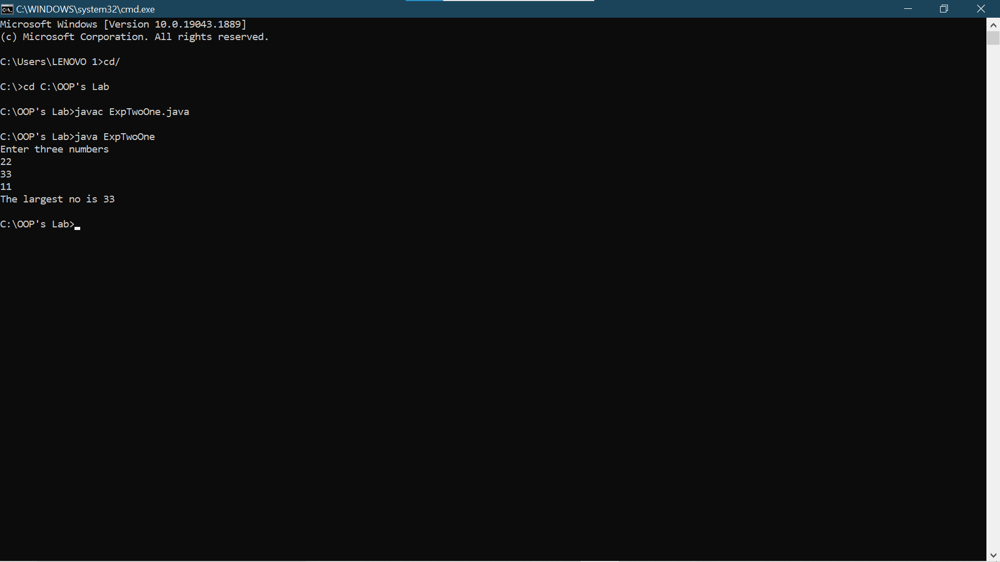 C:\WINDOWS\system32\cmd.exe
Microsoft Windows [Version 10.0.19043.1889]
(c) Microsoft Corporation. All rights reserved.
C:\Users\LENOVO 1>cd/
C:\>cd C:\OOP's Lab
C:\OOP's Lab>javac ExpTwoOne.java
C:\OOP's Lab>java ExpTwoOne
Enter three numbers
22
33
11
The largest no is 33
C:\OOP's Lab>